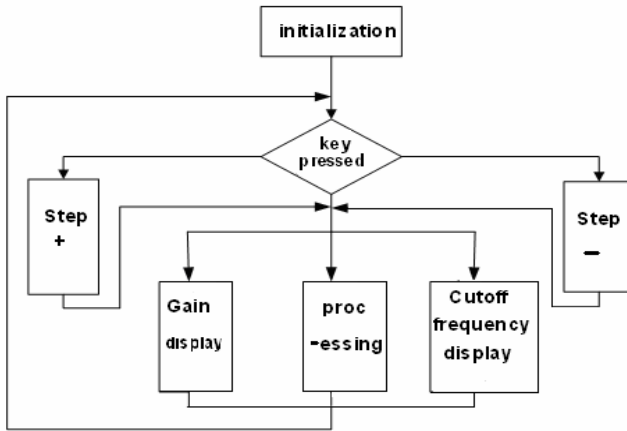 initialization
key
pressed
Step
+
Step
–
Gain
display
proc
-essing
Cutoff
frequency
display